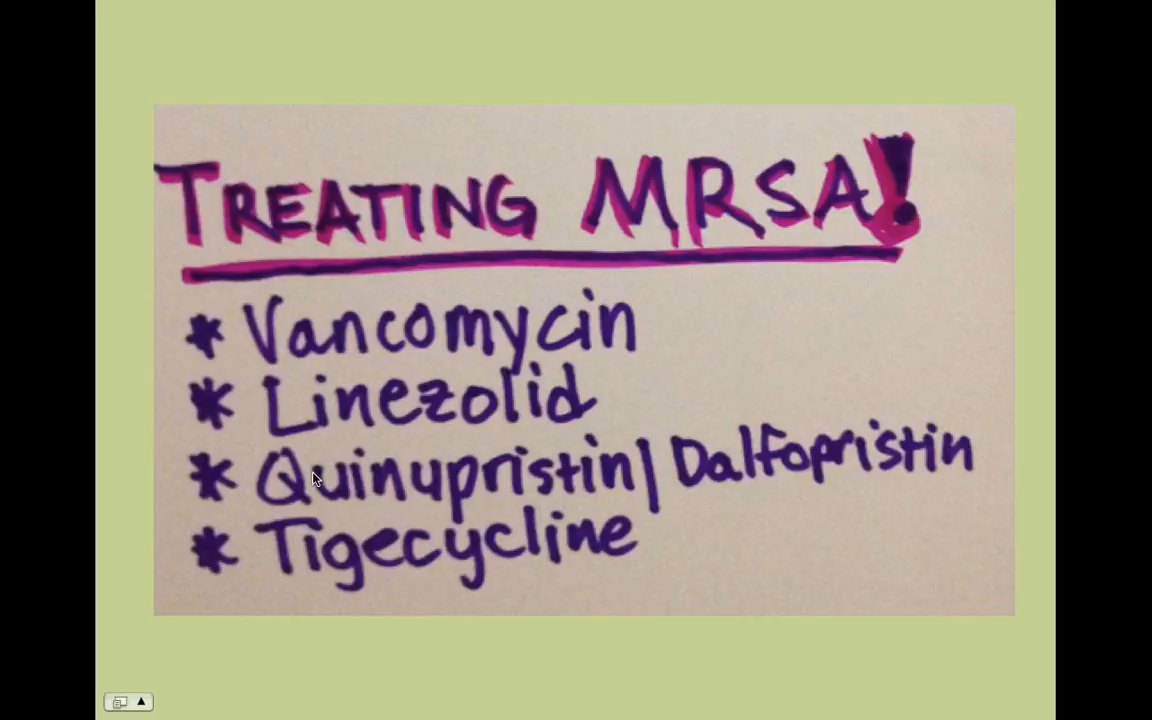 TREATING MRSA!
* Vancomycin
* Linezolid
* Quinupristin/Dalfopristin
* Tigecycline